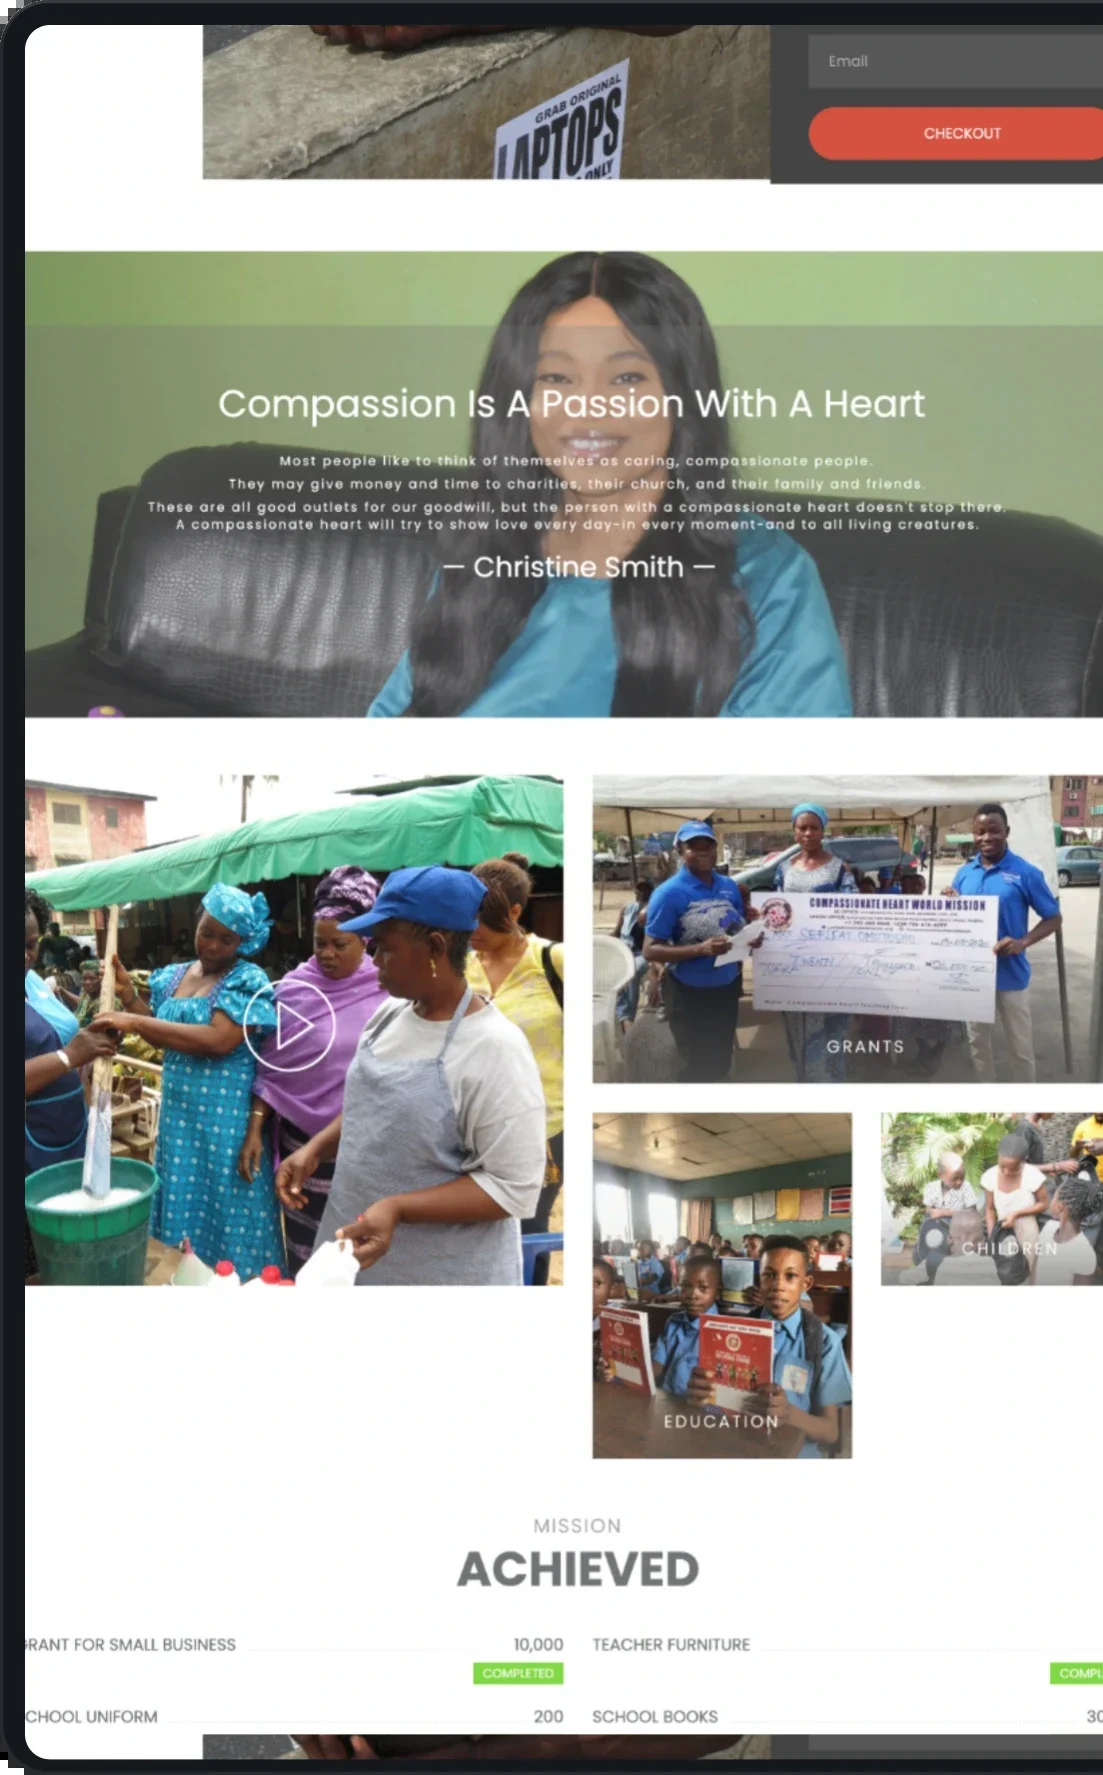 Email
GRAB ORIGINAL
LAPTOPS
ONLY
CHECKOUT
Compassion Is A Passion With A Heart
Most people like to think of themselves as caring, compassionate people.
They may give money and time to charities, their church, and their family and friends.
These are all good outlets for our goodwill, but the person with a compassionate heart doesn't stop there.
A compassionate heart will try to show love every day-in every moment-and to all living creatures.
— Christine Smith —
COMPASSIONATE HEART WORLD MISSION
GRANTS
CHILDREN
EDUCATION
MISSION
ACHIEVED
GRANT FOR SMALL BUSINESS 10,000 TEACHER FURNITURE
COMPLETED COMPL
CHOOL UNIFORM 200 SCHOOL BOOKS 30